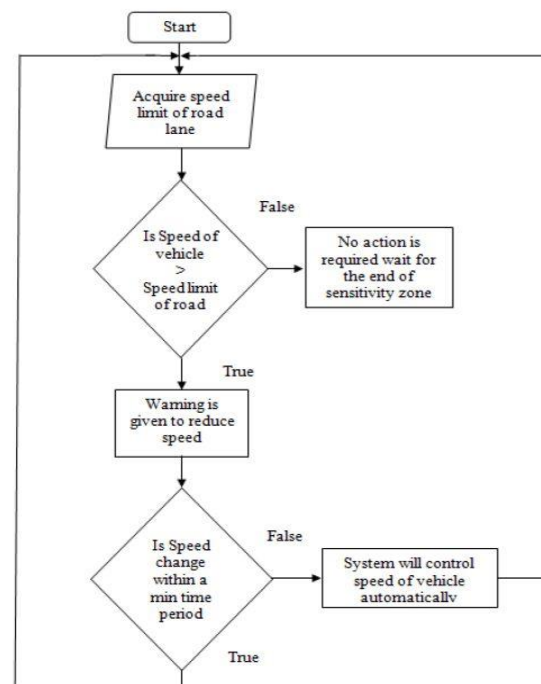 Start
Acquire speed
limit of road
lane
Is Speed of
vehicle
>
Speed limit
of road
False
No action is
required wait for
the end of
sensitivity zone
True
Warning is
given to reduce
speed
Is Speed
change
within a
min time
period
False
System will control
speed of vehicle
automatically
True